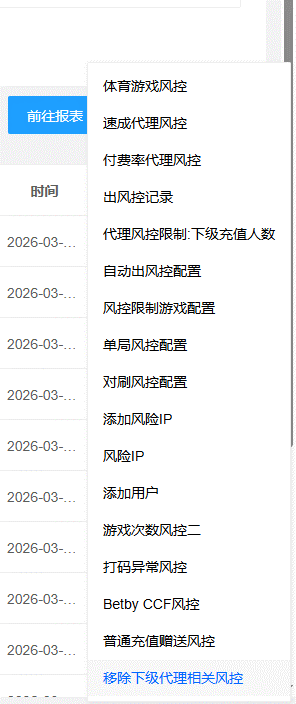 体育游戏风控
前往报表
速成代理风控
付费率代理风控
时间
出风控记录
代理风控限制:下级充值人数
2026-03-...
自动出风控配置
2026-03-...
风控限制游戏配置
2026-03-...
单局风控配置
2026-03-...
对刷风控配置
添加风险IP
2026-03-...
风险IP
2026-03-...
添加用户
游戏次数风控二
2026-03-...
打码异常风控
2026-03-...
Betby CCF风控
普通充值赠送风控
2026-03-...
移除下级代理相关风控